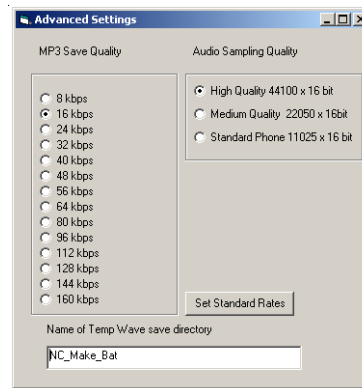 Advanced Settings
MP3 Save Quality
8 kbps
16 kbps
24 kbps
32 kbps
40 kbps
48 kbps
56 kbps
64 kbps
80 kbps
96 kbps
112 kbps
128 kbps
144 kbps
160 kbps
Audio Sampling Quality
High Quality 44100 x 16 bit
Medium Quality 22050 x 16bit
Standard Phone 11025 x 16 bit
Set Standard Rates
Name of Temp Wave save directory
NC_Make_Bat